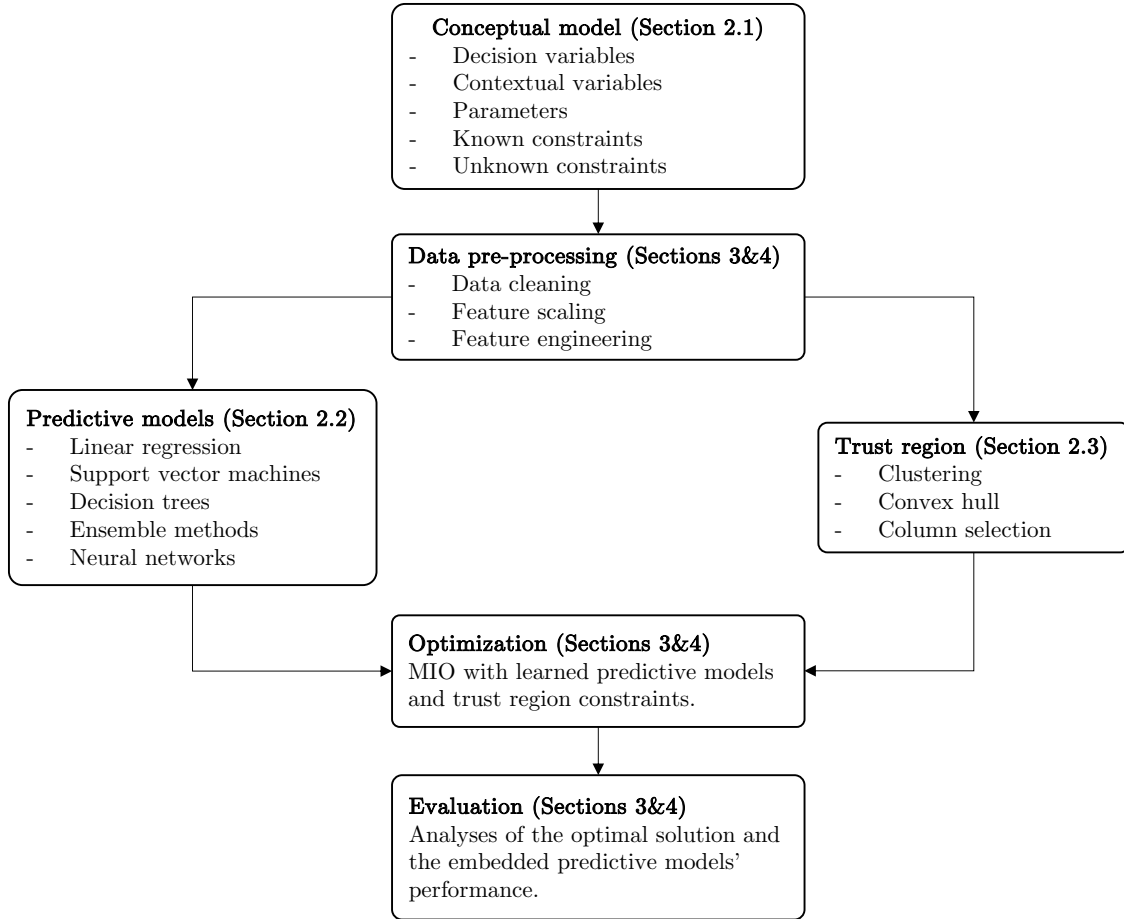 Conceptual model (Section 2.1)
- Decision variables
- Contextual variables
- Parameters
- Known constraints
- Unknown constraints
Data pre-processing (Sections 3&4)
- Data cleaning
- Feature scaling
- Feature engineering
Predictive models (Section 2.2)
- Linear regression
- Support vector machines
- Decision trees
- Ensemble methods
- Neural networks
Trust region (Section 2.3)
- Clustering
- Convex hull
- Column selection
Optimization (Sections 3&4)
MIO with learned predictive models
and trust region constraints.
Evaluation (Sections 3&4)
Analyses of the optimal solution and
the embedded predictive models’
performance.